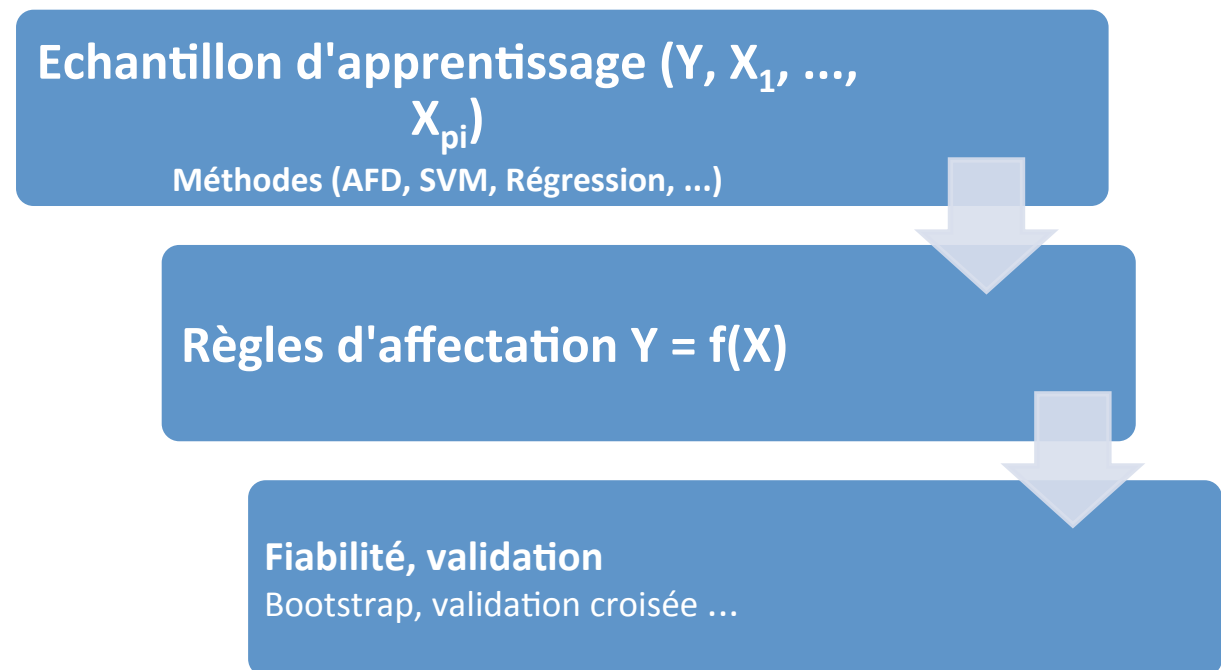 Echantillon d'apprentissage (Y, X₁, ...,
Xₚᵢ)
Méthodes (AFD, SVM, Régression, ...)
Règles d'affectation Y = f(X)
Fiabilité, validation
Bootstrap, validation croisée ...